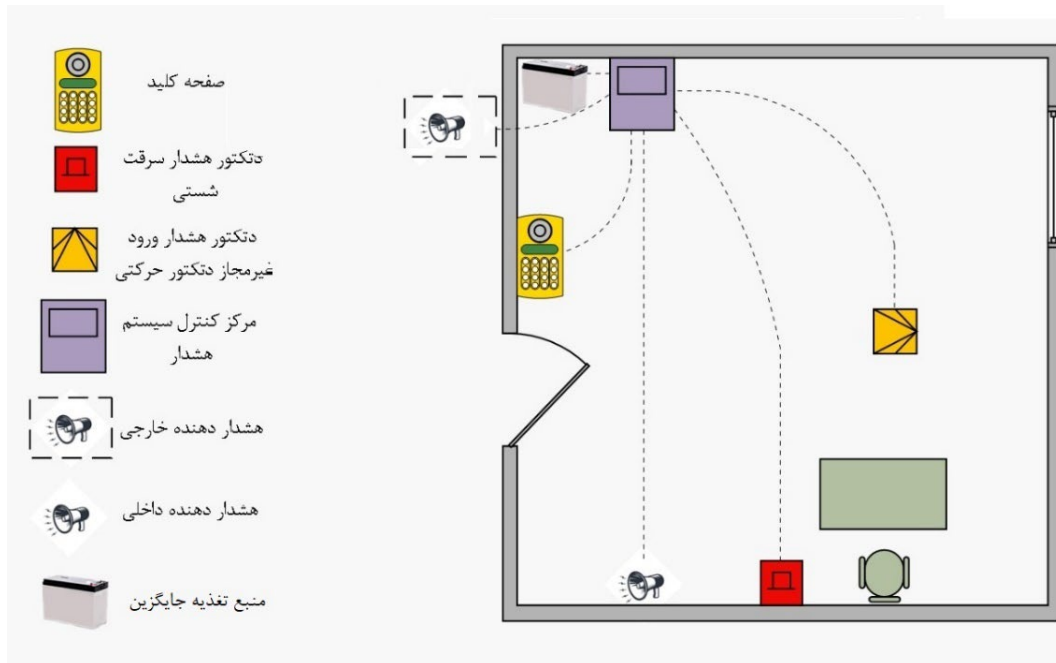 صفحه کلید
دتکتور هشدار سرقت
شستی
دتکتور هشدار ورود
غیرمجاز دتکتور حرکتی
مرکز کنترل سیستم
هشدار
هشدار دهنده خارجی
هشدار دهنده داخلی
منبع تغذیه جایگزین